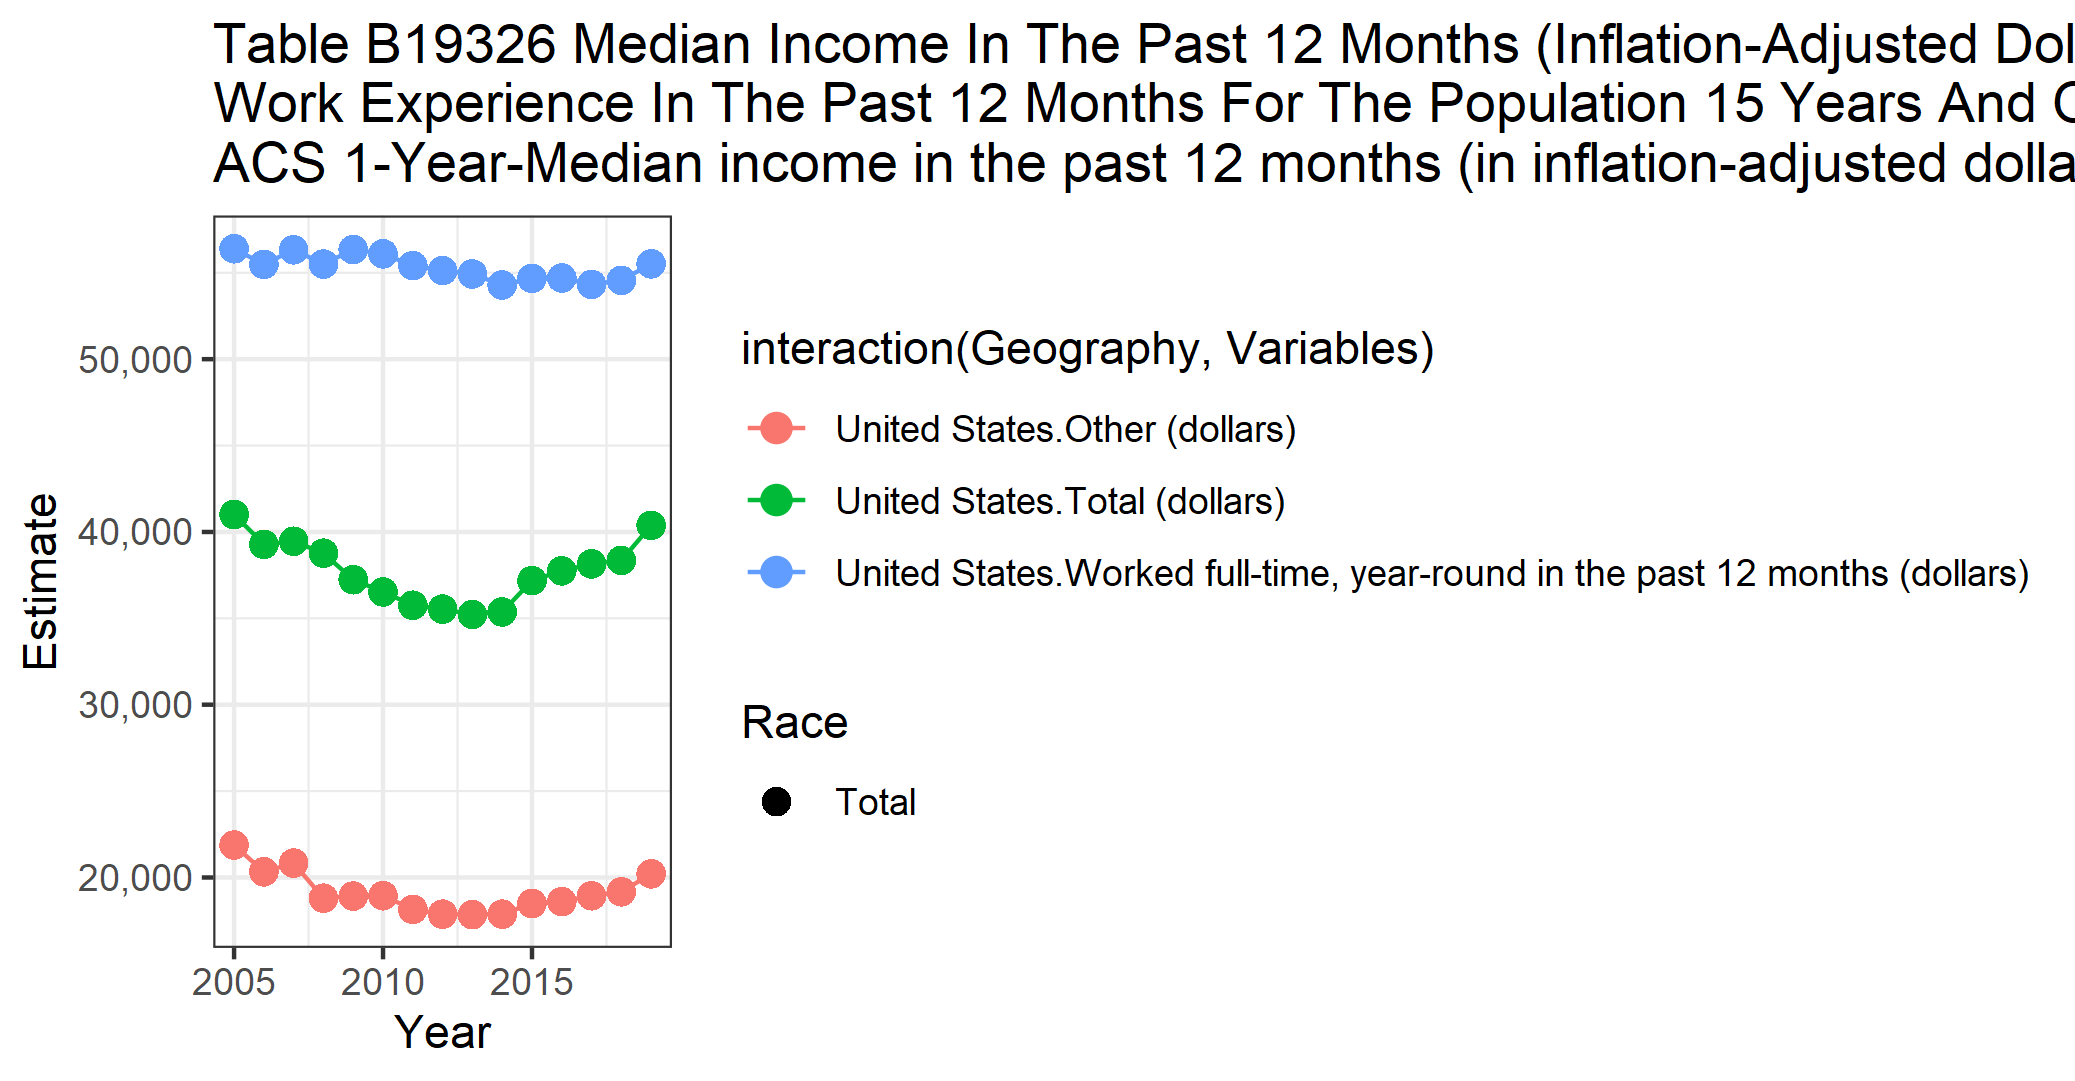 Table B19326 Median Income In The Past 12 Months (Inflation-Adjusted Dol
Work Experience In The Past 12 Months For The Population 15 Years And
ACS 1-Year-Median income in the past 12 months (in inflation-adjusted dolla
50,000
40,000
30,000
20,000
Estimate
2005 2010 2015
Year
interaction(Geography, Variables)
United States.Other (dollars)
United States.Total (dollars)
United States.Worked full-time, year-round in the past 12 months (dollars)
Race
Total